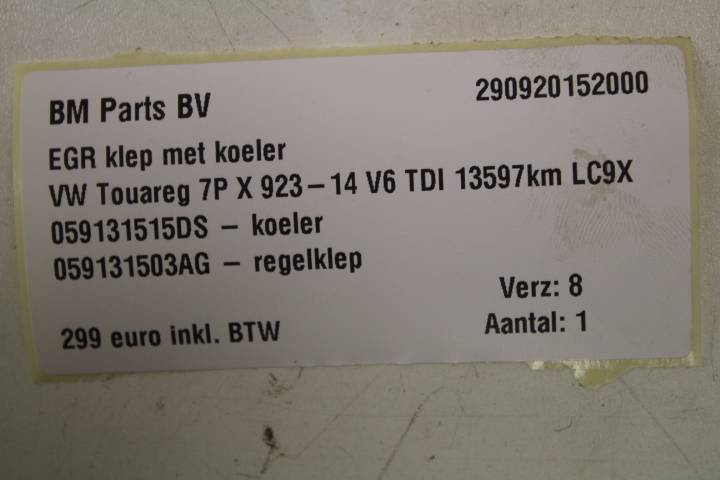 BM Parts BV
290920152000
EGR klep met koeler
VW Touareg 7P X 923-14 V6 TDI 13597km LC9X
059131515DS - koeler
059131503AG - regelklep
Verz: 8
299 euro inkl. BTW
Aantal: 1